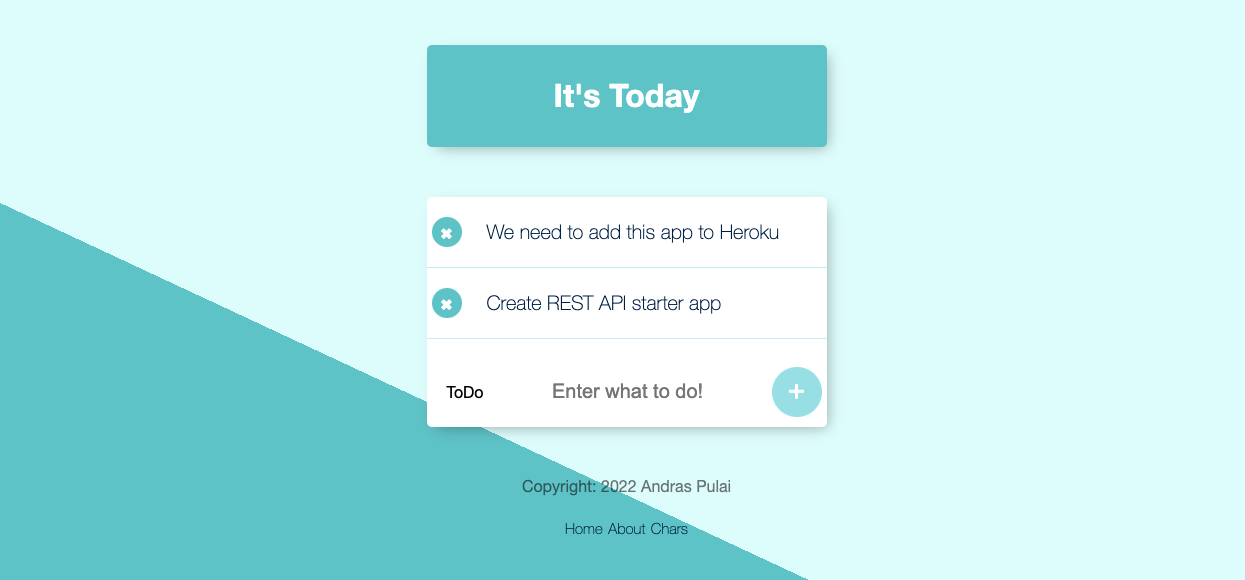 It's Today
We need to add this app to Heroku
Create REST API starter app
ToDo Enter what to do! +
Copyright: 2022 Andras Pulai
Home About Chars